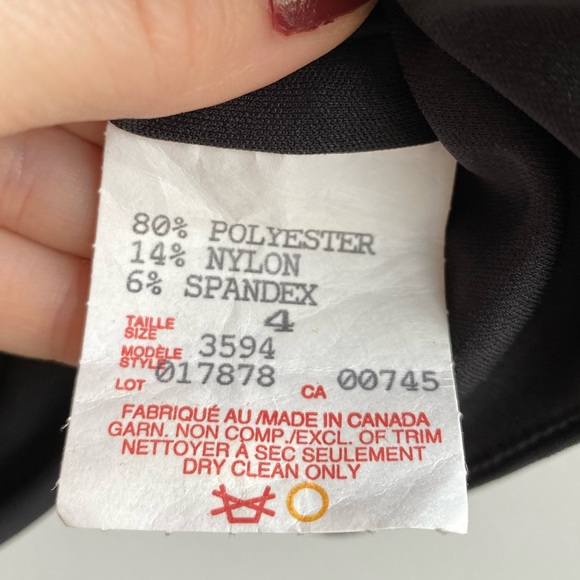 80% POLYESTER
14% NYLON
6% SPANDEX
TAILLE
SIZE 4
MODÈLE
STYLE 3594
LOT 017878 CA 00745
FABRIQUÉ AU /MADE IN CANADA
GARN. NON COMP./EXCL. OF TRIM
NETTOYER À SEC SEULEMENT
DRY CLEAN ONLY